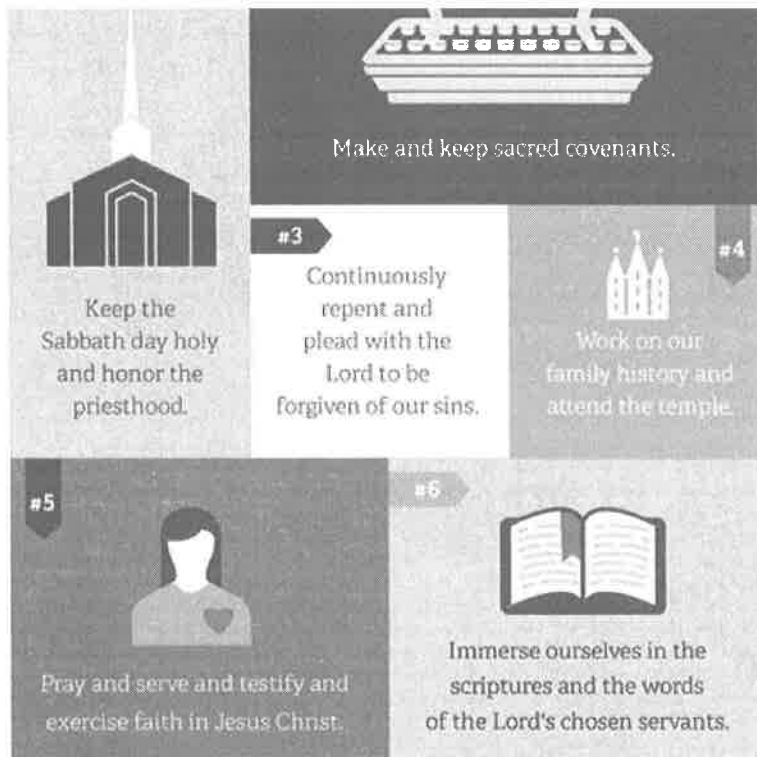 Make and keep sacred covenants.
Keep the
Sabbath day holy
and honor the
priesthood.
#3
Continuously
repent and
plead with the
Lord to be
forgiven of our sins.
#4
Work on our
family history and
attend the temple.
#5
Pray and serve and testify and
exercise faith in Jesus Christ.
#6
Immerse ourselves in the
scriptures and the words
of the Lord's chosen servants.